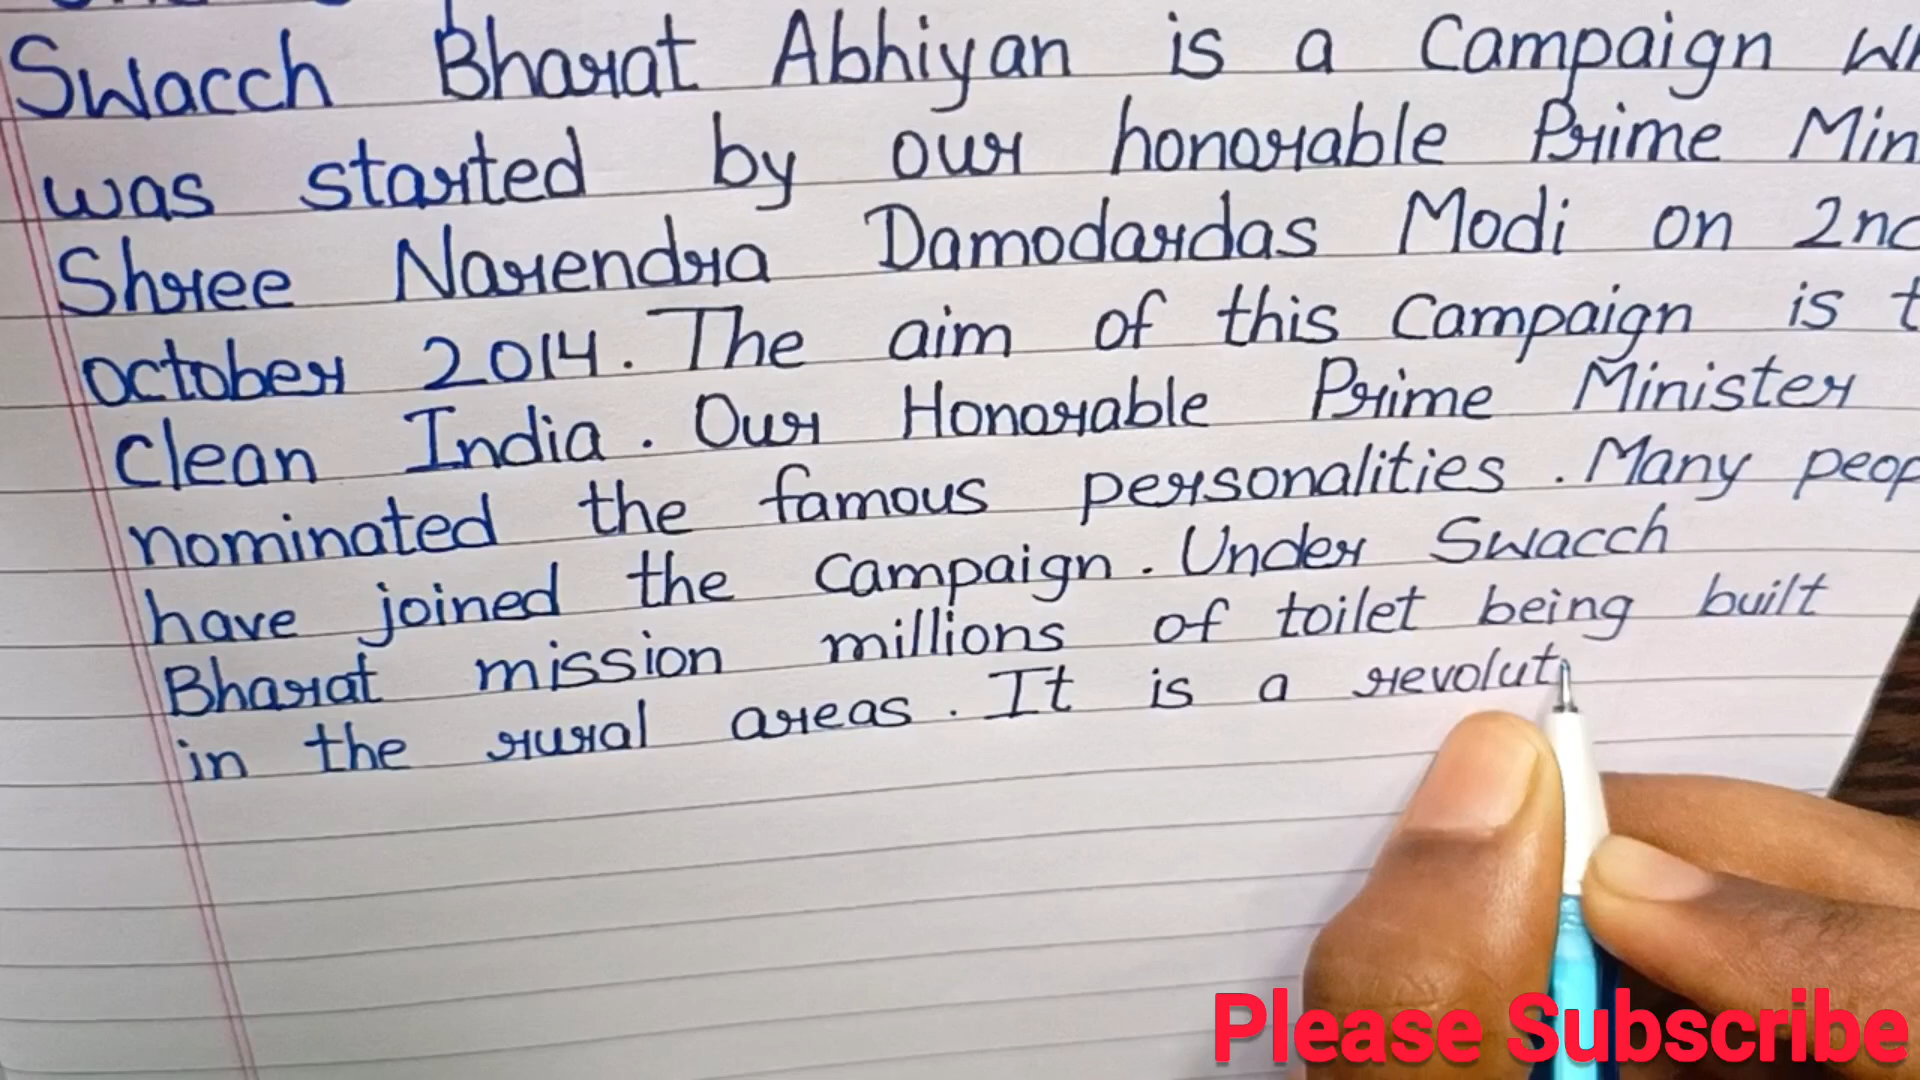 Swacch Bharat Abhiyan is a Campaign
was started by our honorable Prime
Shree Narendra Damodardas Modi on 2nd
october 2014. The aim of this Campaign is
Clean India. Our Honorable Prime Minister
nominated the famous personalities. Many
have joined the Campaign. Under Swacch
Bharat mission millions of toilet being built
in the rural areas. It is a revolut
Please Subscribe